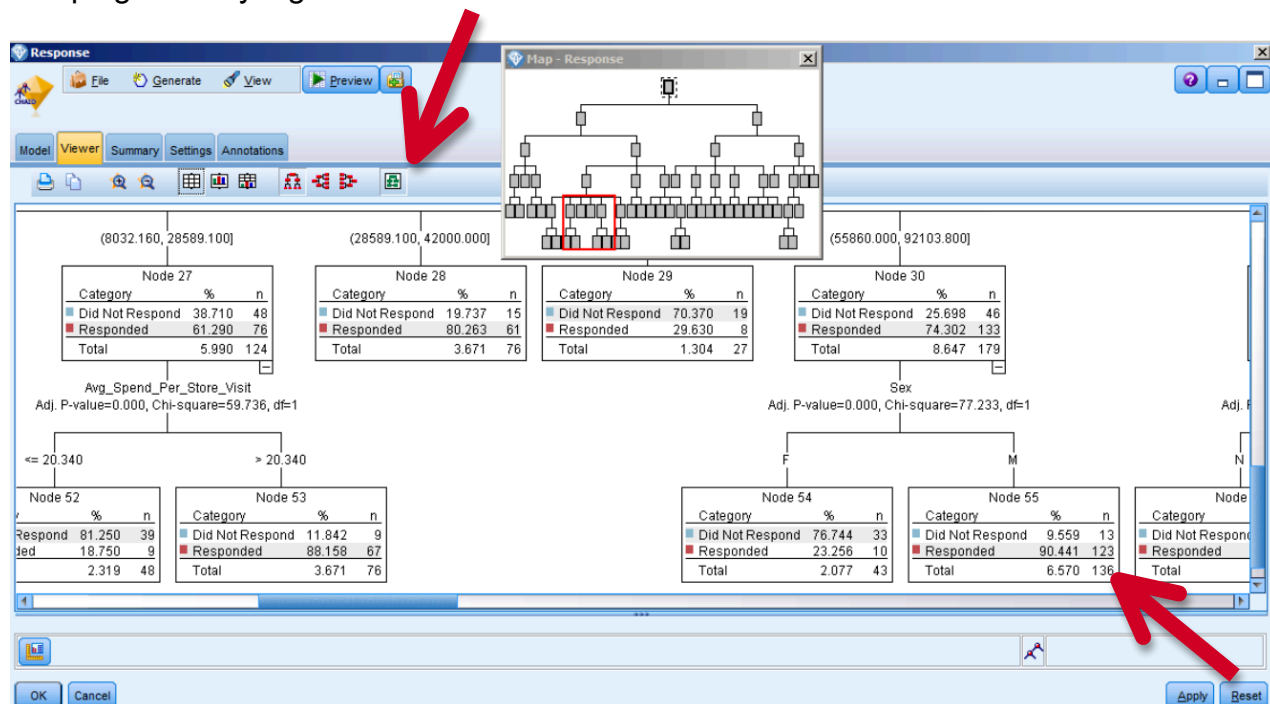 Response
Map - Response
File Generate View Preview
CHAID
Model Viewer Summary Settings Annotations
(8032.160, 28589.100] (28589.100, 42000.000] (55860.000, 92103.800]
Node 27 Node 28 Node 29 Node 30
Category % n Category % n Category % n Category % n
Did Not Respond 38.710 48 Did Not Respond 19.737 15 Did Not Respond 70.370 19 Did Not Respond 25.698 46
Responded 61.290 76 Responded 80.263 61 Responded 29.630 8 Responded 74.302 133
Total 5.990 124 Total 3.671 76 Total 1.304 27 Total 8.647 179
Avg_Spend_Per_Store_Visit Sex
Adj. P-value=0.000, Chi-square=59.736, df=1 Adj. P-value=0.000, Chi-square=77.233, df=1 Adj.
<= 20.340 > 20.340 F M N
Node 52 Node 53 Node 54 Node 55 Node
% n Category % n Category % n Category % n Category
Respond 81.250 39 Did Not Respond 11.842 9 Did Not Respond 76.744 33 Did Not Respond 9.559 13 Did Not Respond
ded 18.750 9 Responded 88.158 67 Responded 23.256 10 Responded 90.441 123 Responded
2.319 48 Total 3.671 76 Total 2.077 43 Total 6.570 136 Total
OK Cancel Apply Reset